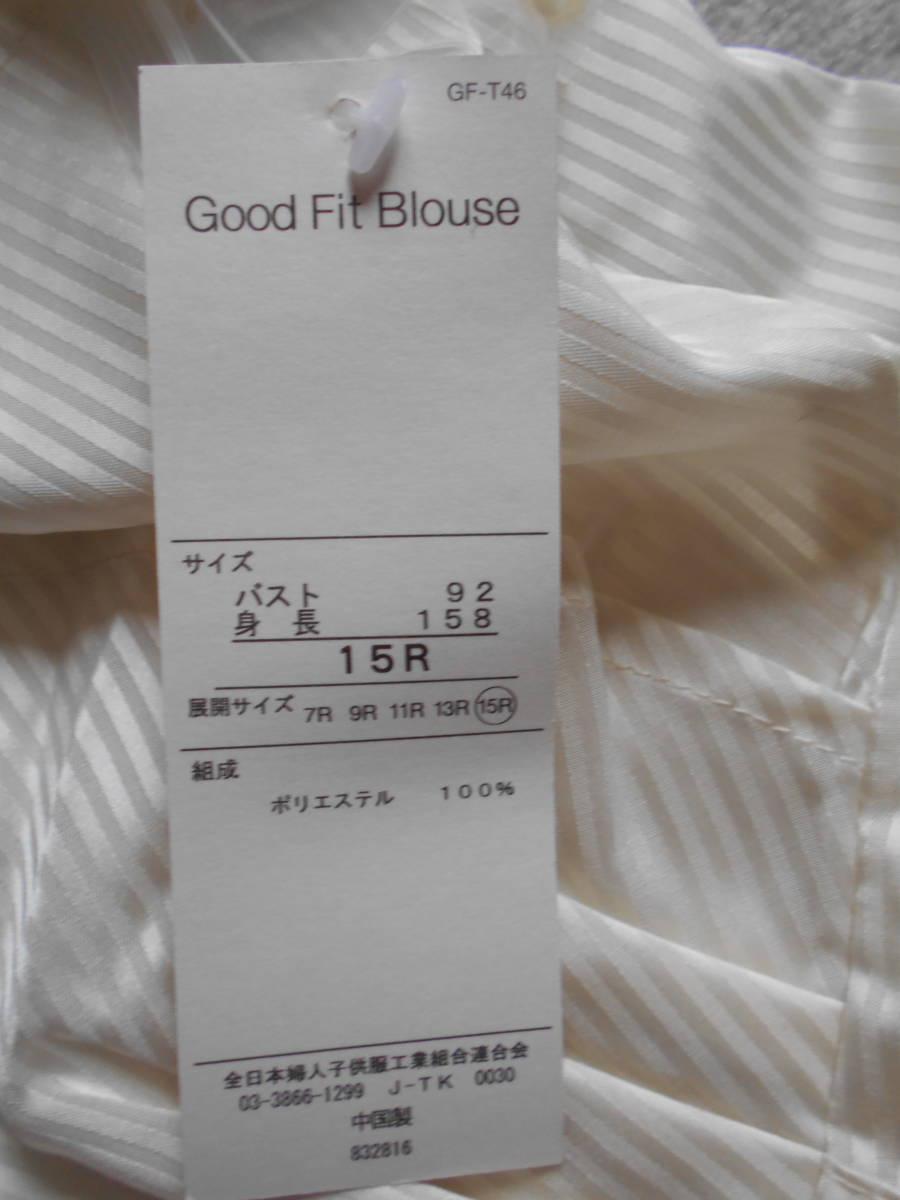 GF-T46
Good Fit Blouse
サイズ
バスト 92
身長 158
15R
展開サイズ 7R 9R 11R 13R 15R
組成
ポリエステル 100%
全日本婦人子供服工業組合連合会
03-3866-1299 J-TK 0030
中国製
832816